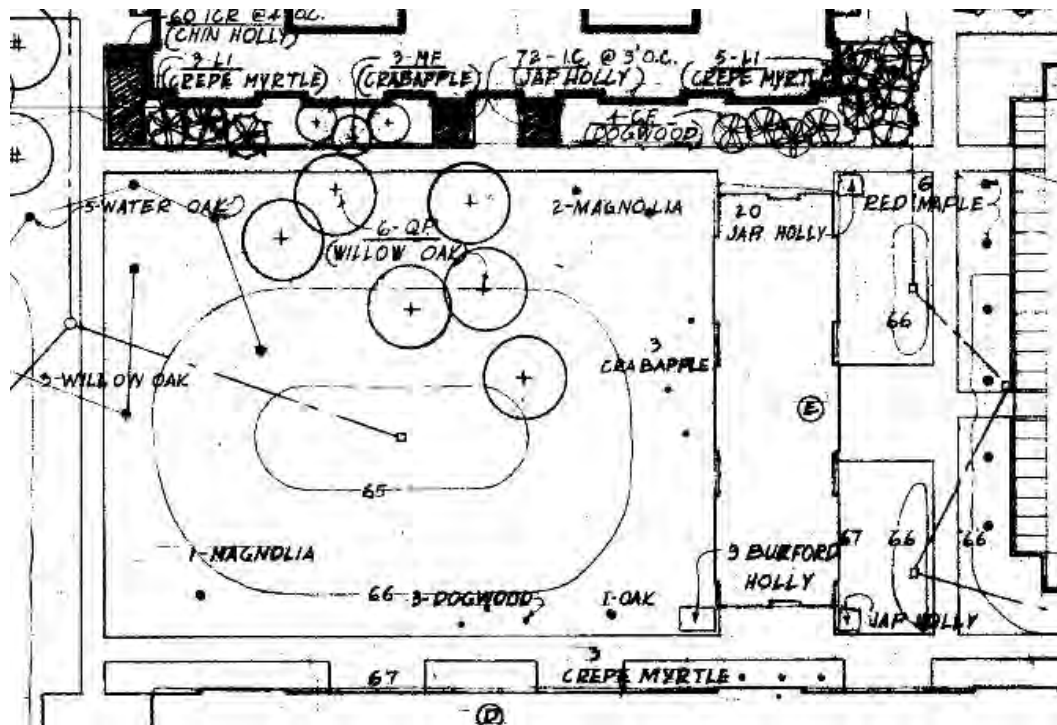 60 ICR @ 4' O.C.
(CHIN HOLLY)
3-LI
(CREPE MYRTLE)
3-MF
(CRABAPPLE)
72-I.C. @ 3' O.C.
(JAP HOLLY)
5-LI
(CREPE MYRTLE)
4-CF
(DOGWOOD)
5-WATER OAK
6-QP
(WILLOW OAK)
2-MAGNOLIA
20
JAP HOLLY
6
RED MAPLE
66
3
CRABAPPLE
3-WILLOW OAK
E
65
1-MAGNOLIA
66
3-DOGWOOD
1-OAK
9 BURFORD
HOLLY
67
66
66
JAP HOLLY
67
3
CREPE MYRTLE
D